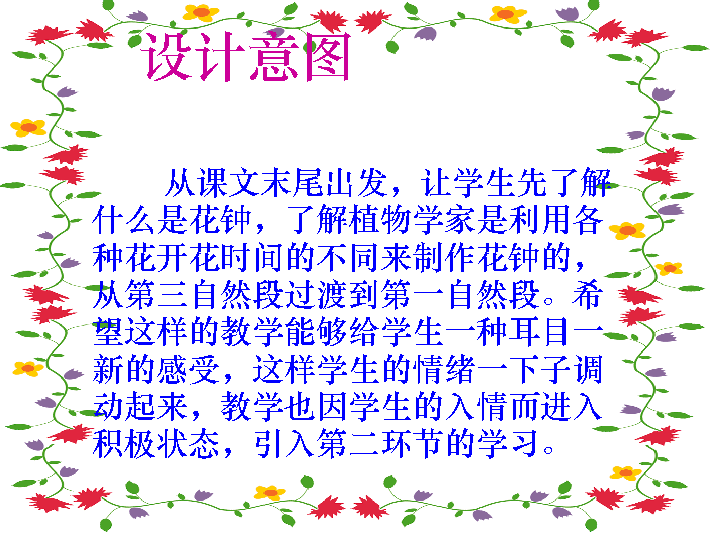 设计意图
从课文末尾出发，让学生先了解
什么是花钟，了解植物学家是利用各
种花开花时间的不同来制作花钟的，
从第三自然段过渡到第一自然段。希
望这样的教学能够给学生一种耳目一
新的感受，这样学生的情绪一下子调
动起来，教学也因学生的入情而进入
积极状态，引入第二环节的学习。